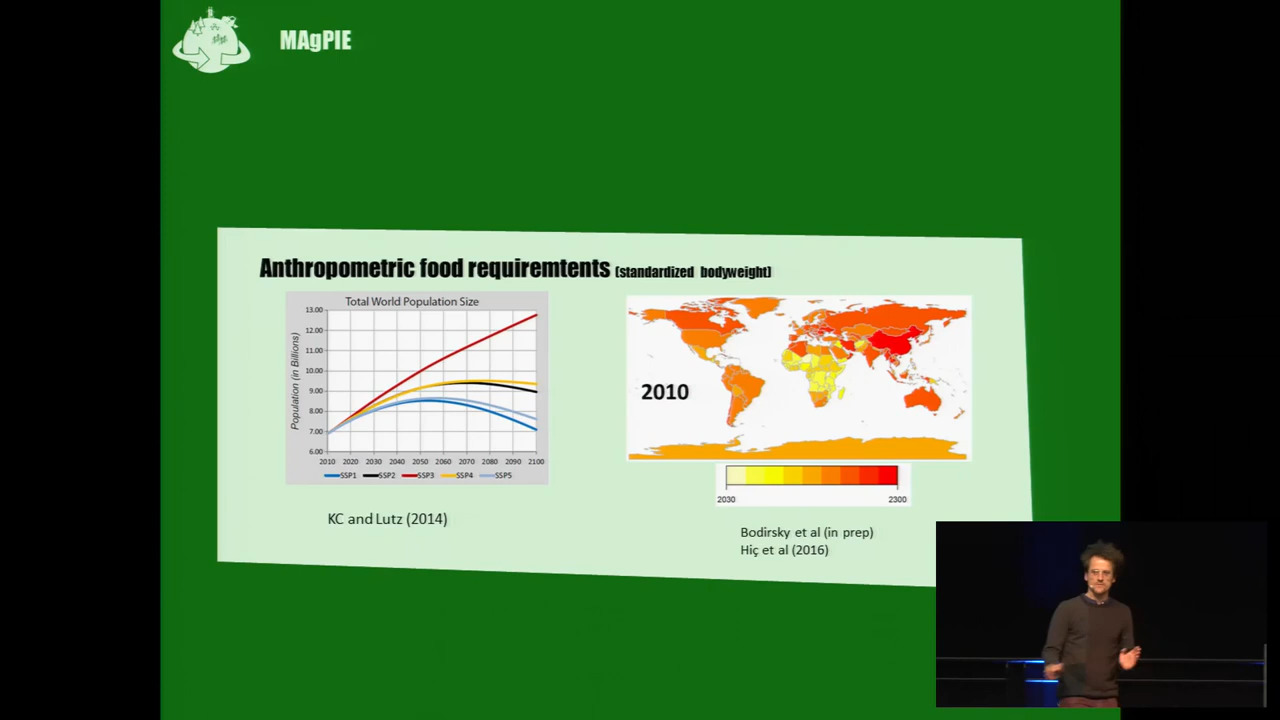 MAgPIE
Anthropometric food requiremtents (standardized bodyweight)
Total World Population Size
Population (in Billions)
13.00
12.00
11.00
10.00
9.00
8.00
7.00
6.00
2010 2020 2030 2040 2050 2060 2070 2080 2090 2100
SSP1 SSP2 SSP3 SSP4 SSP5
KC and Lutz (2014)
2010
2030 2300
Bodirsky et al (in prep)
Hiç et al (2016)